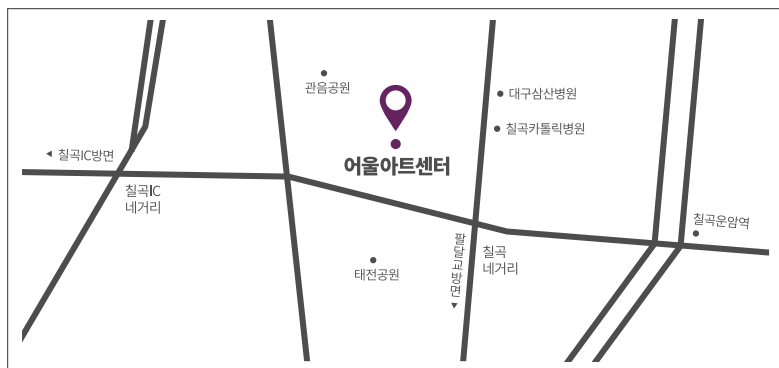 관음공원
대구삼산병원
칠곡카톨릭병원
어울아트센터
칠곡IC방면
칠곡IC
네거리
칠곡운암역
팔달교방면
칠곡
네거리
태전공원